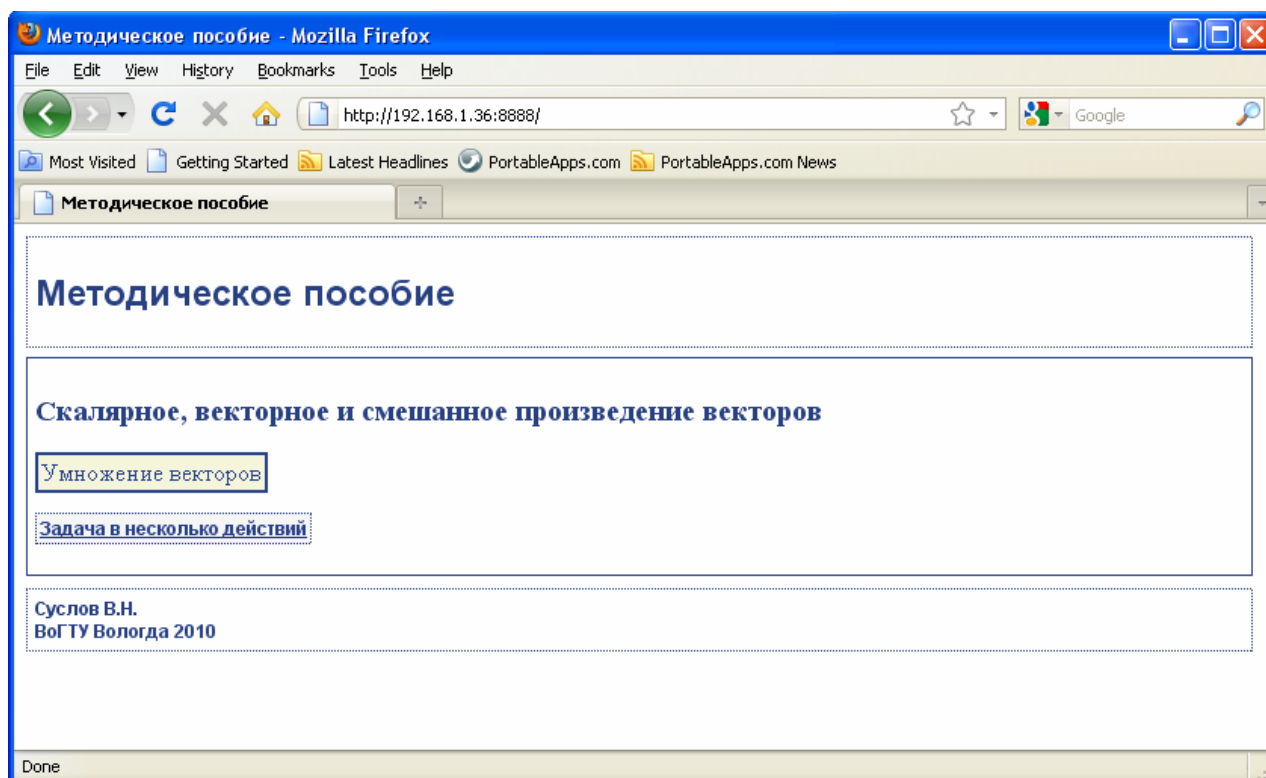 Методическое пособие - Mozilla Firefox
File Edit View History Bookmarks Tools Help
http://192.168.1.36:8888/ Google
Most Visited Getting Started Latest Headlines PortableApps.com PortableApps.com News
Методическое пособие
Методическое пособие
Скалярное, векторное и смешанное произведение векторов
Умножение векторов
Задача в несколько действий
Суслов В.Н.
ВоГТУ Вологда 2010
Done